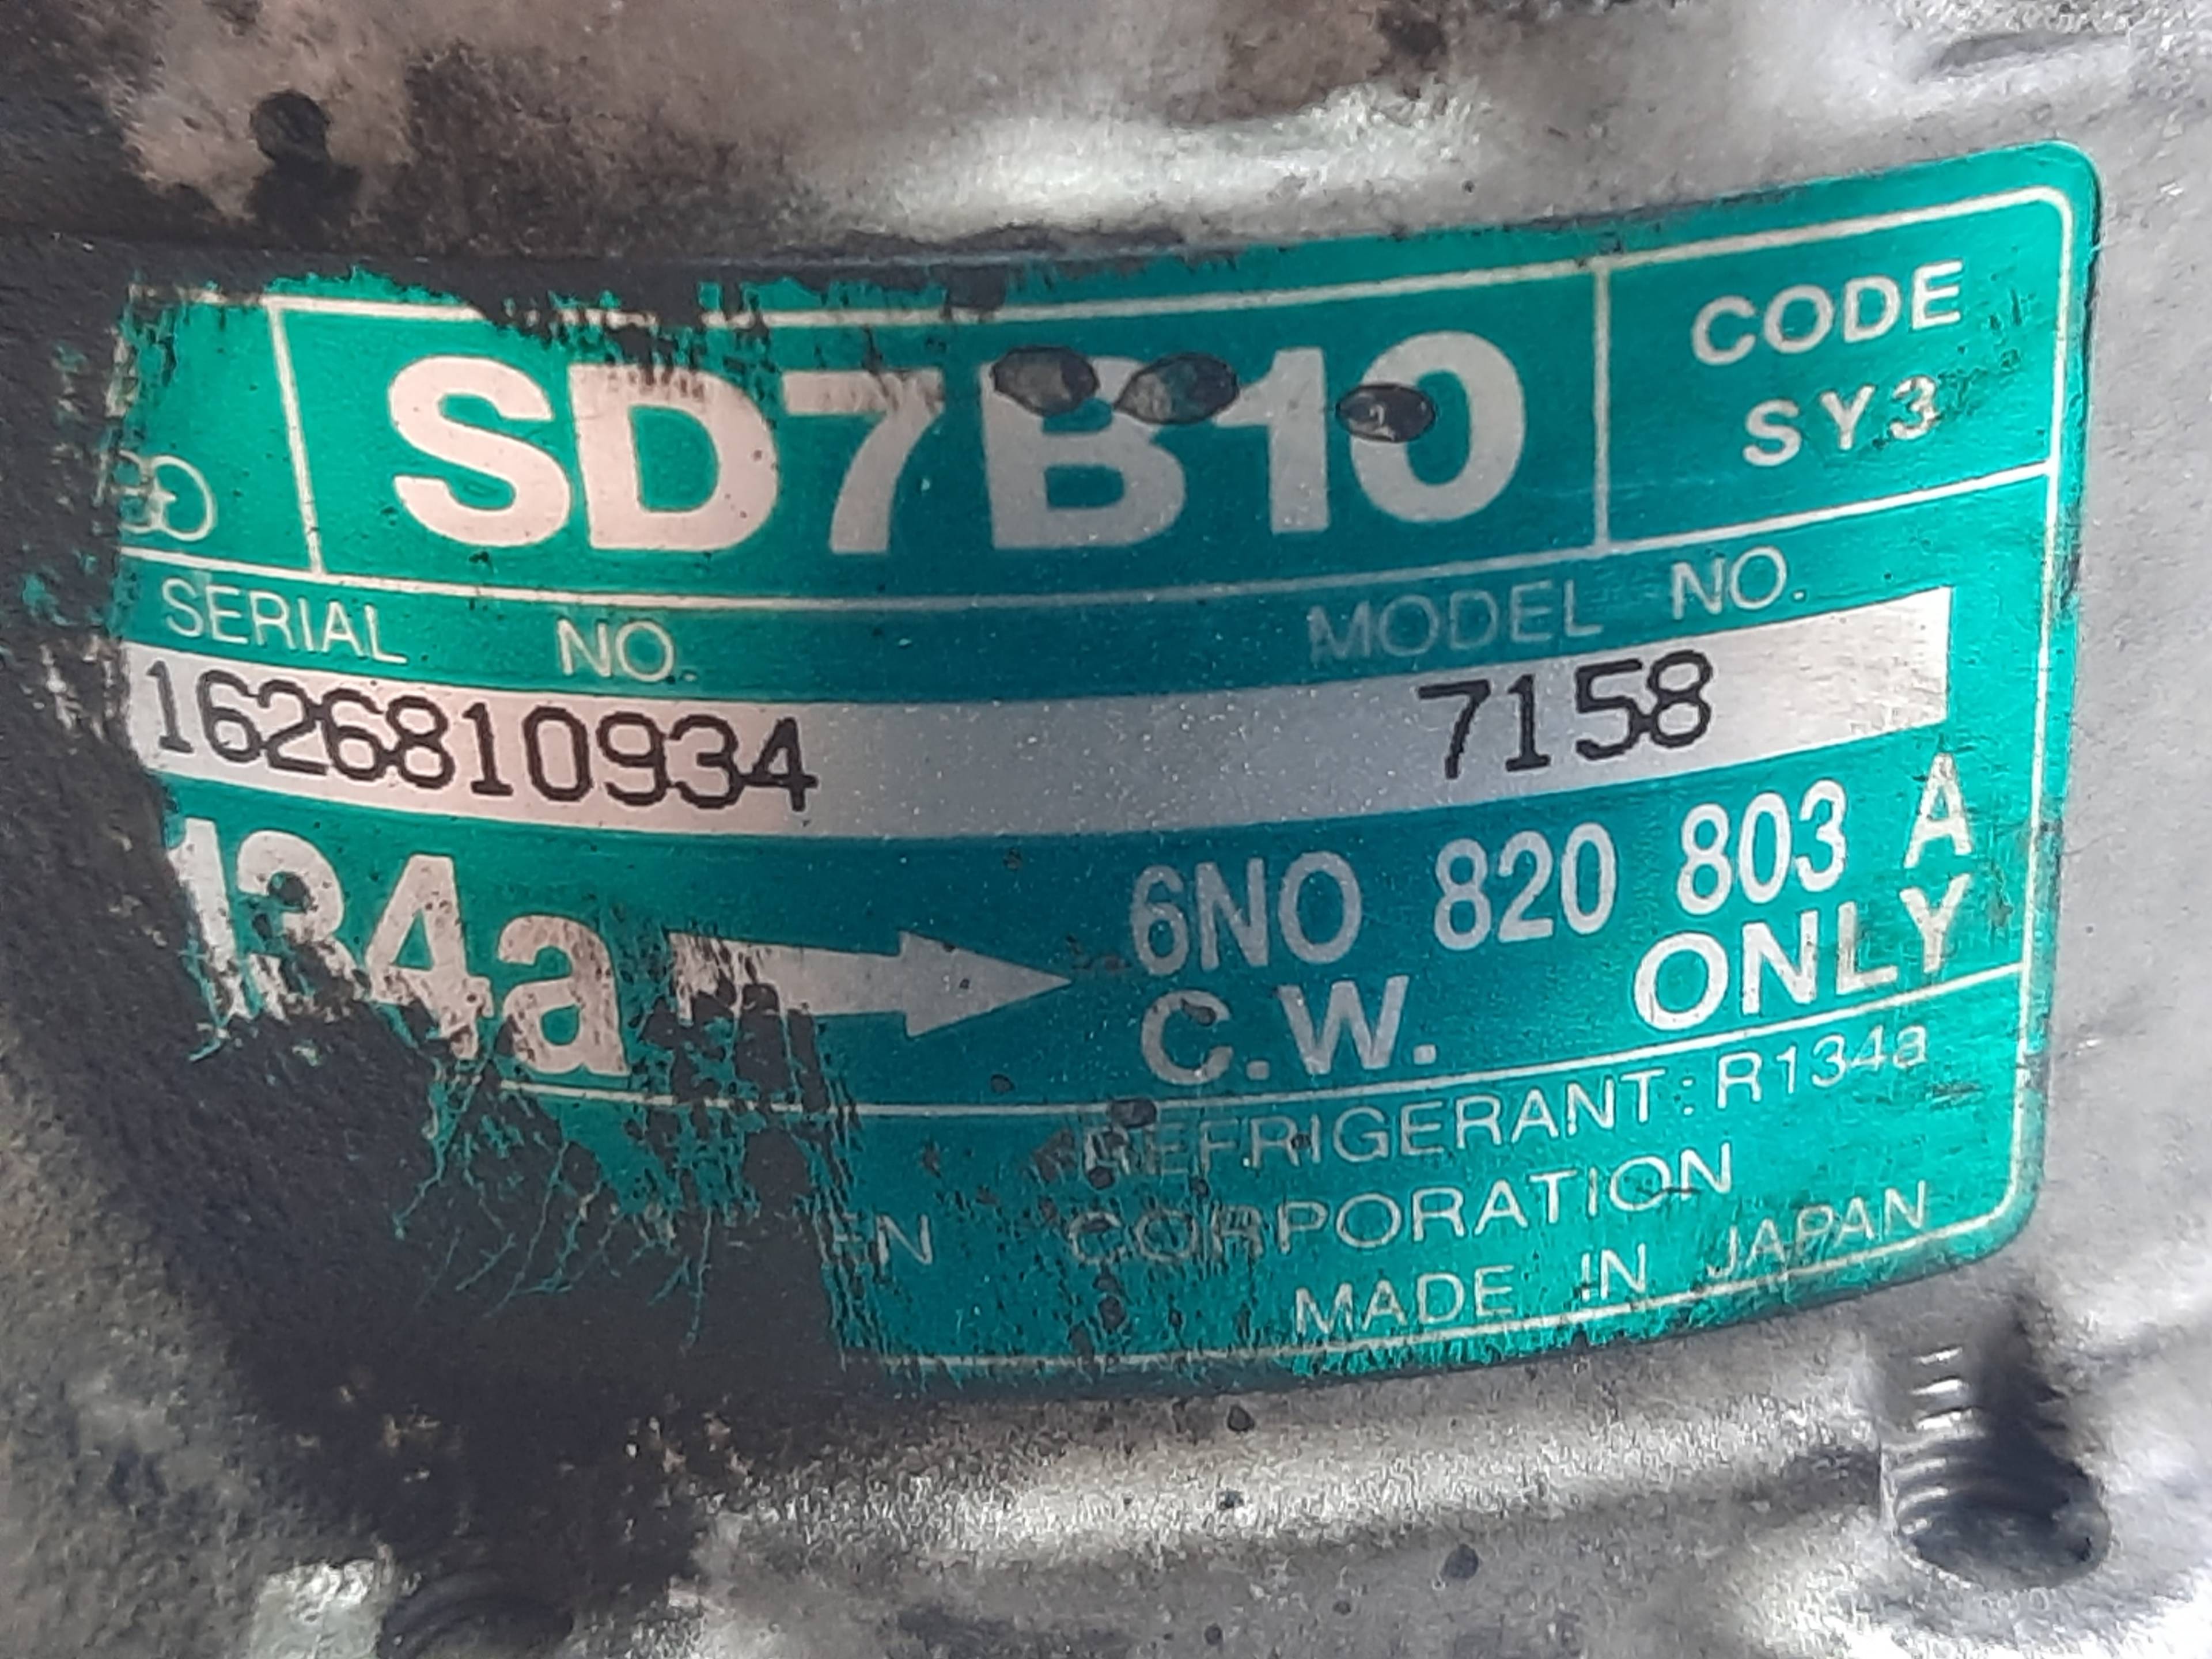 SD7B10
CODE
SY3
SERIAL NO. MODEL NO.
1626810934 7158
134a 6NO 820 803 A
C.W. ONLY
REFRIGERANT: R134a
CORPORATION
MADE IN JAPAN